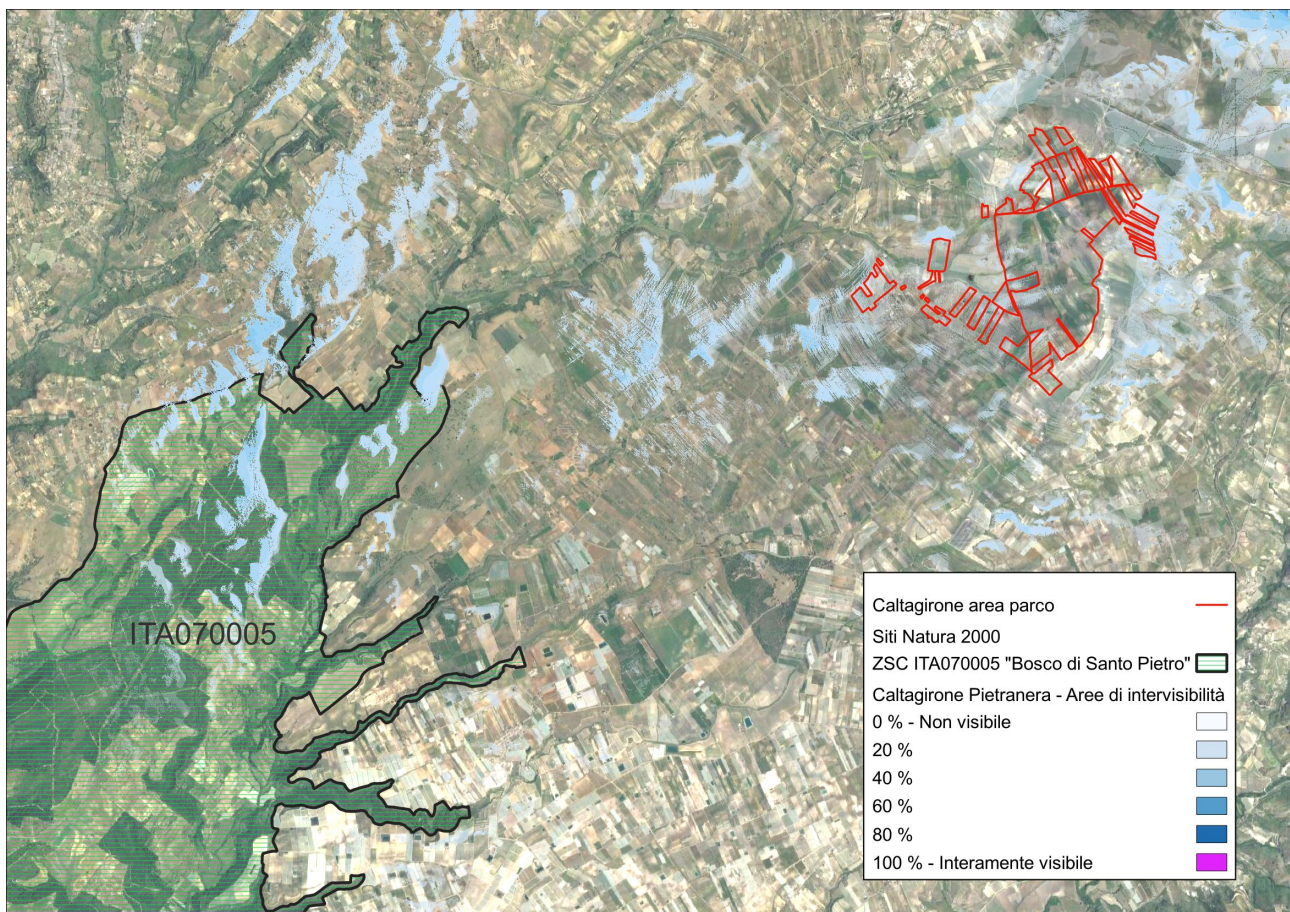 ITA070005
Caltagirone area parco
Siti Natura 2000
ZSC ITA070005 "Bosco di Santo Pietro"
Caltagirone Pietranera - Aree di intervisibilità
0 % - Non visibile
20 %
40 %
60 %
80 %
100 % - Interamente visibile